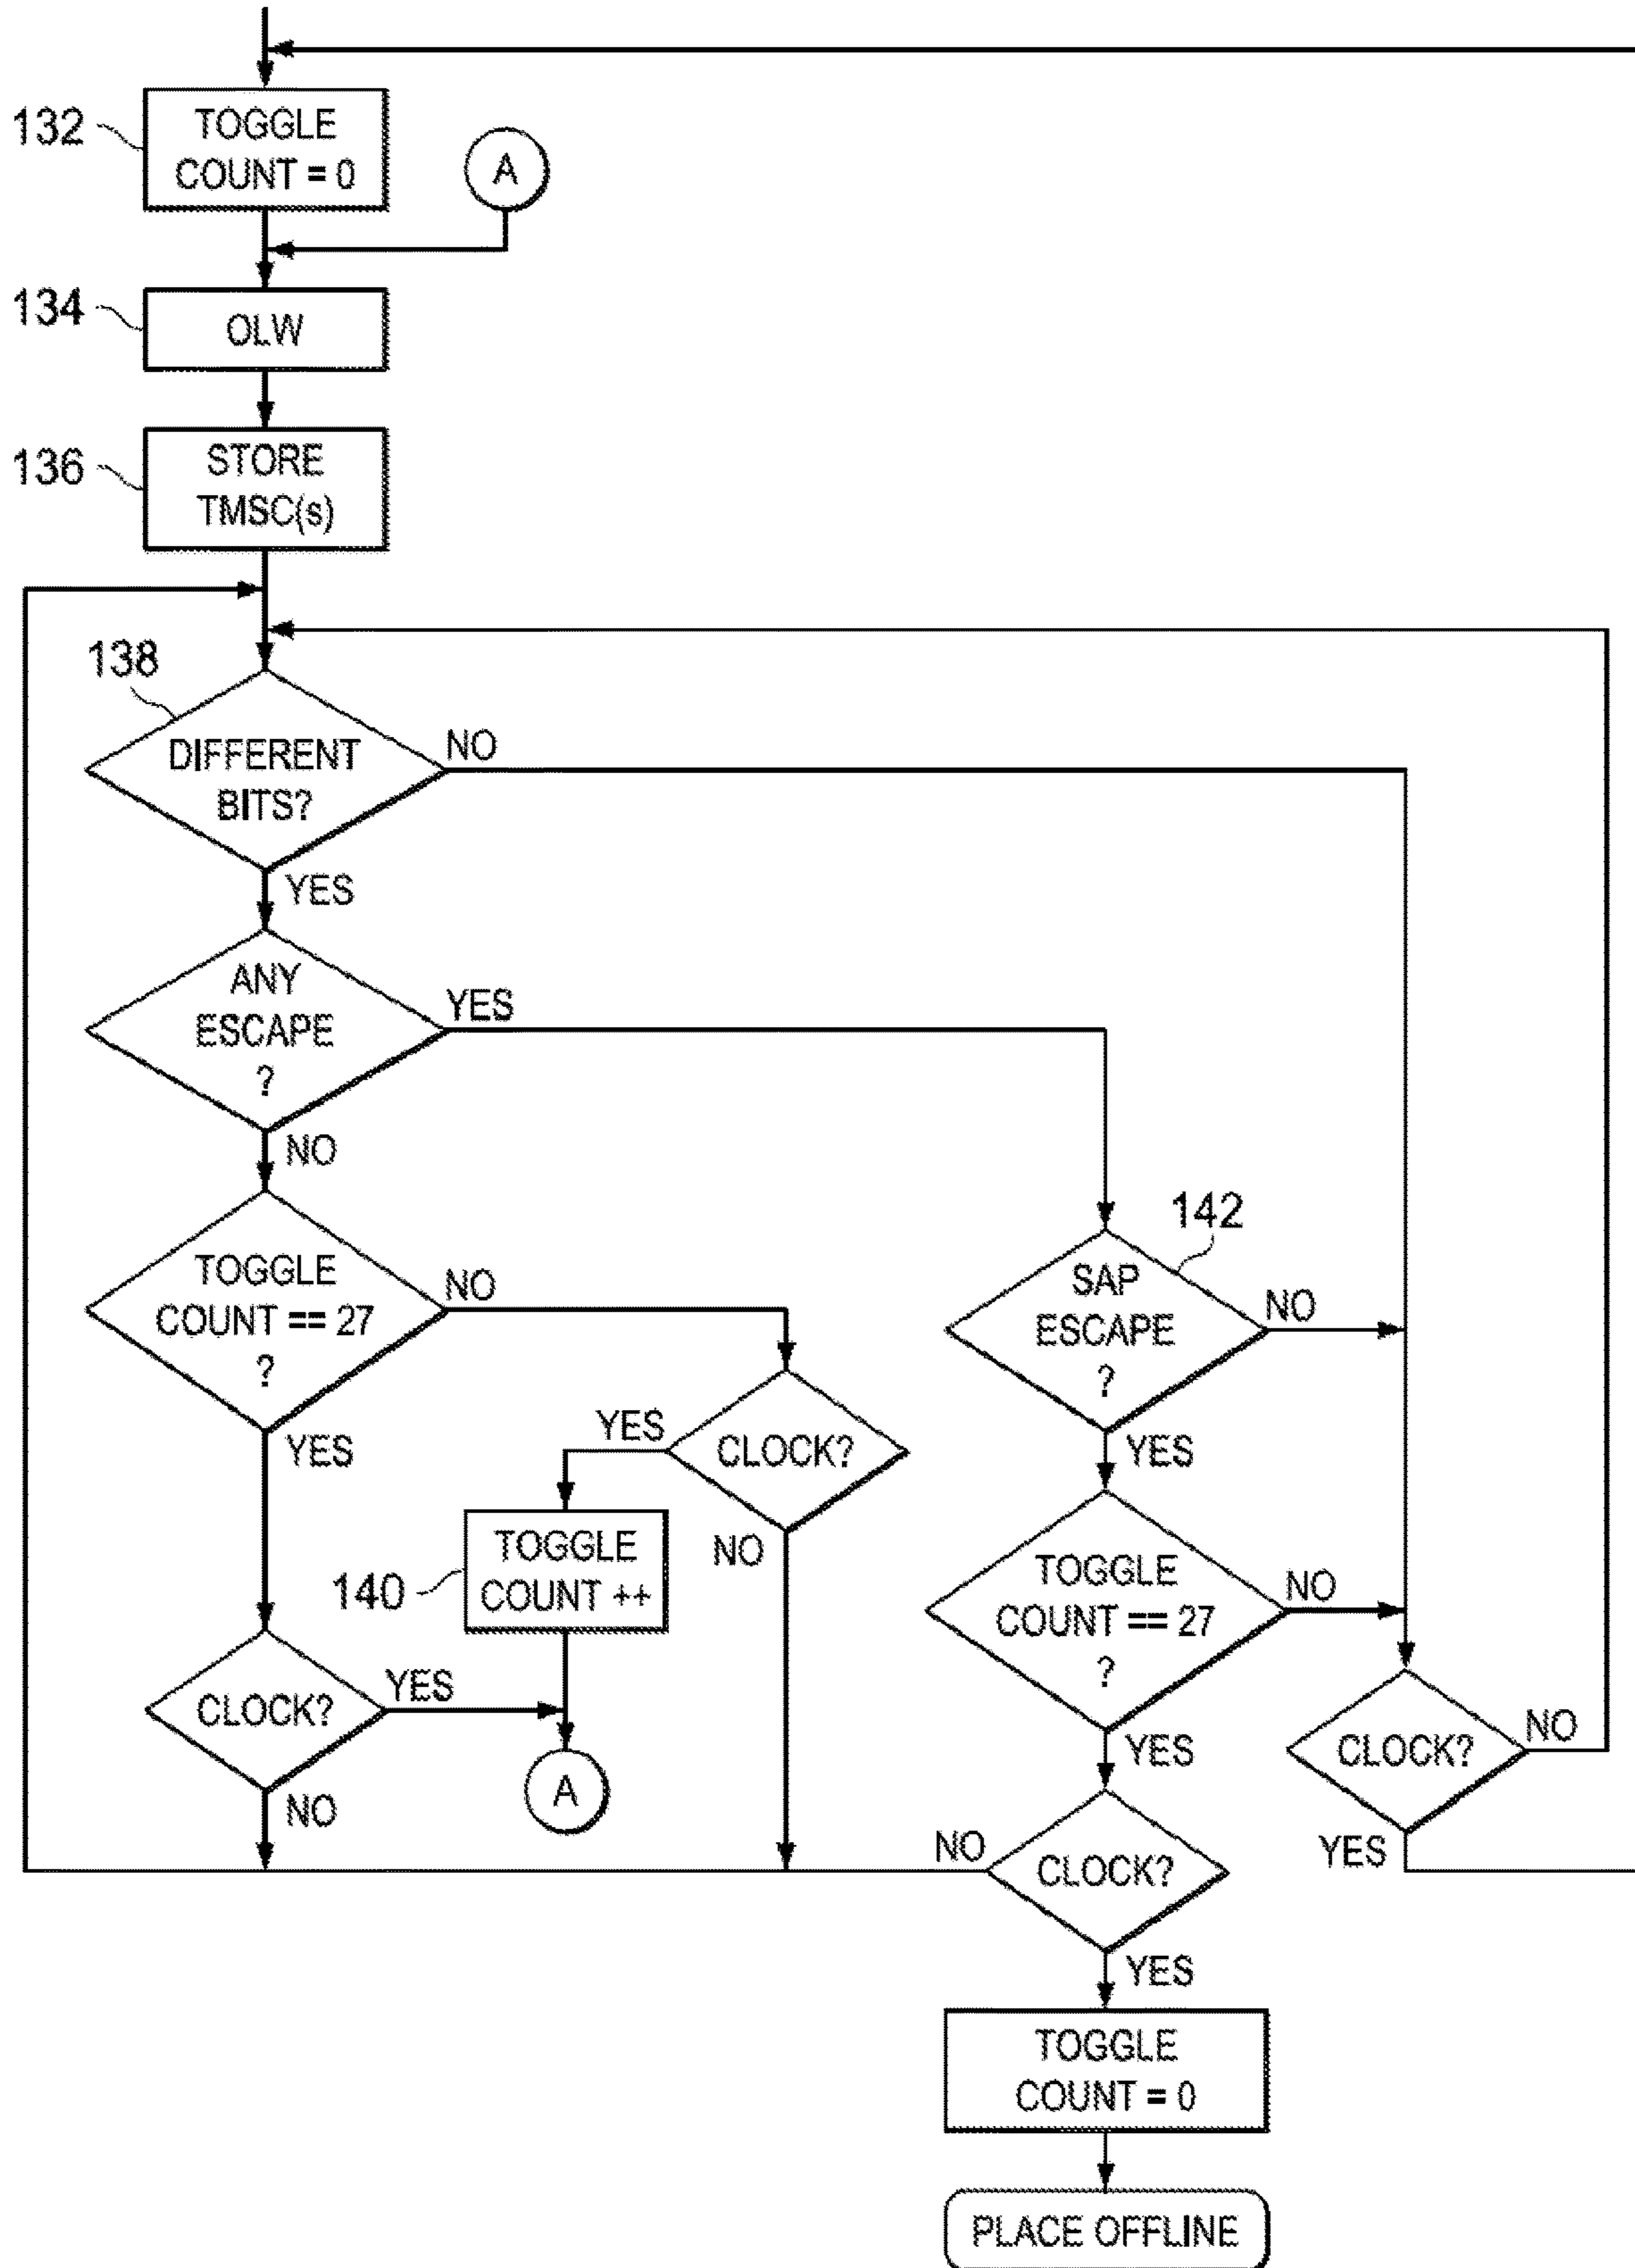 132
TOGGLE
COUNT = 0
A
134
OLW
136
STORE
TMSC(s)
138
DIFFERENT
BITS?
NO
YES
ANY
ESCAPE
?
YES
NO
TOGGLE
COUNT == 27
?
NO
YES
CLOCK?
YES
NO
140
TOGGLE
COUNT ++
CLOCK?
YES
NO
A
142
SAP
ESCAPE
?
NO
YES
TOGGLE
COUNT == 27
?
NO
YES
CLOCK?
NO
YES
CLOCK?
NO
YES
TOGGLE
COUNT = 0
PLACE OFFLINE